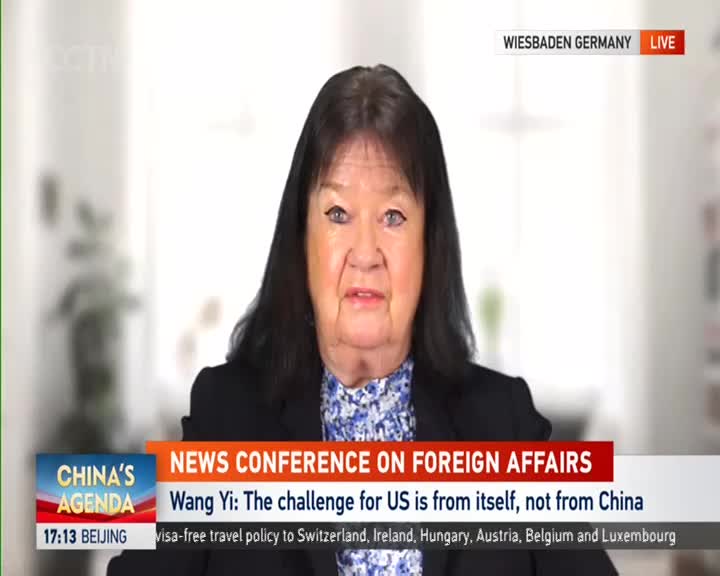 CGTN
WIESBADEN GERMANY LIVE
NEWS CONFERENCE ON FOREIGN AFFAIRS
CHINA'S AGENDA
Wang Yi: The challenge for US is from itself, not from China
17:13 BEIJING
visa-free travel policy to Switzerland, Ireland, Hungary, Austria, Belgium and Luxembourg